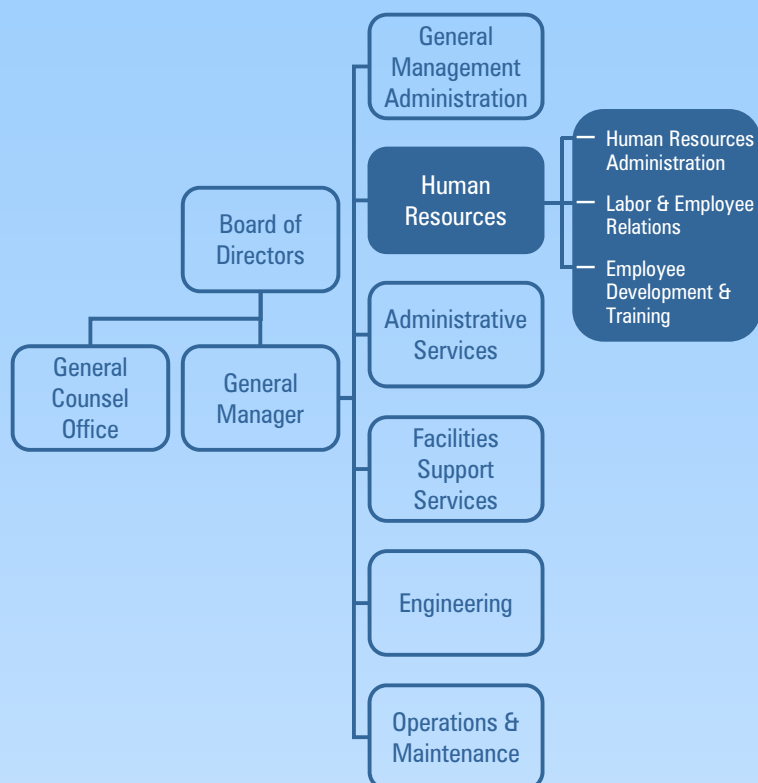 General
Management
Administration
Human
Resources
Human Resources
Administration
Labor & Employee
Relations
Employee
Development &
Training
Board of
Directors
General
Counsel
Office
General
Manager
Administrative
Services
Facilities
Support
Services
Engineering
Operations &
Maintenance